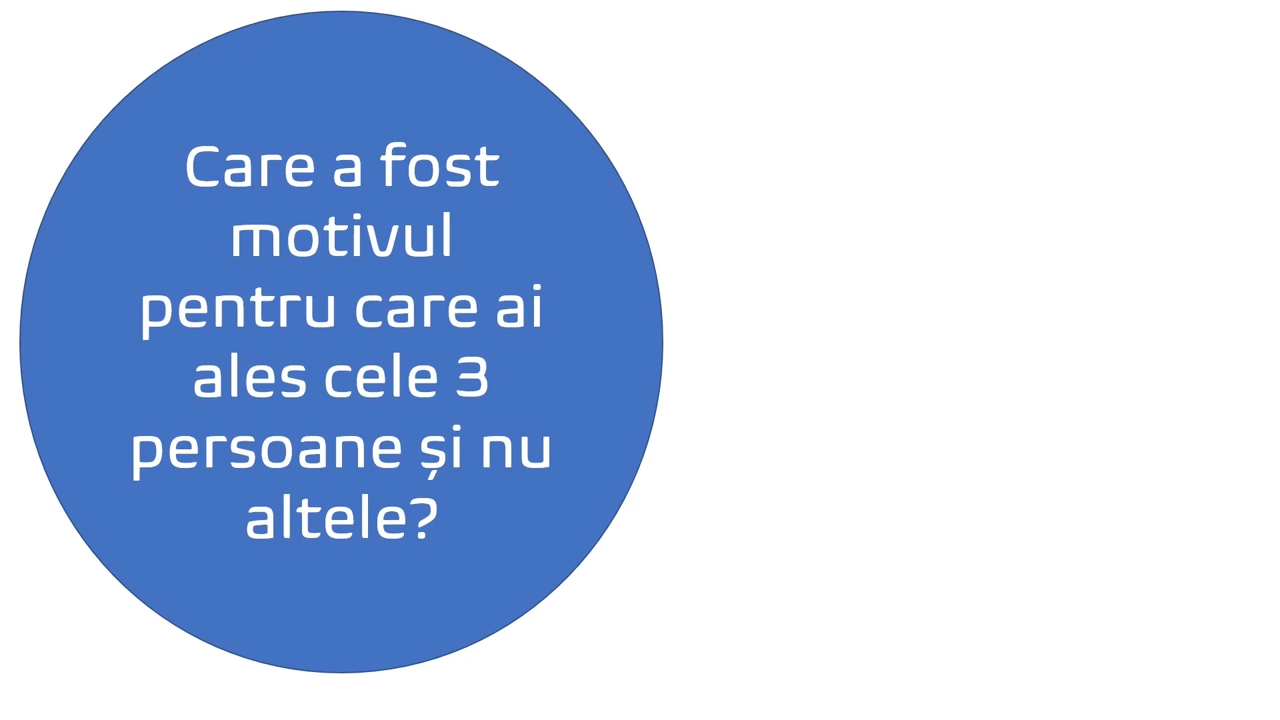 Care a fost
motivul
pentru care ai
ales cele 3
persoane și nu
altele?